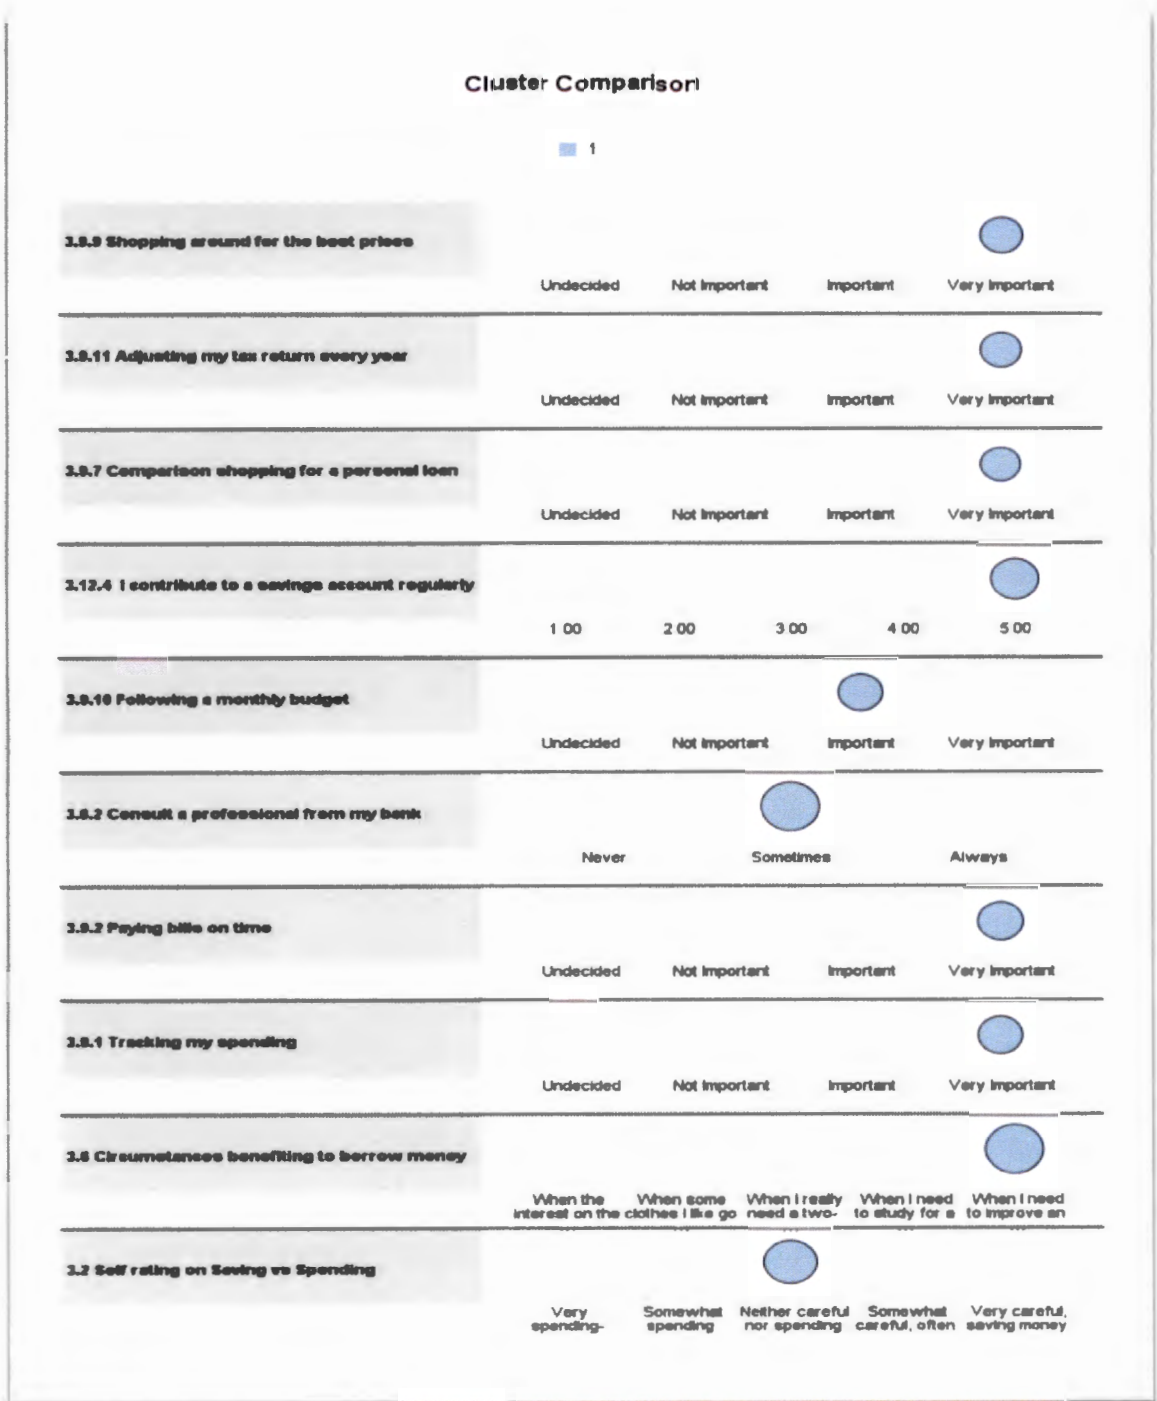 Cluster Comparison
1
3.9.9 Shopping around for the best prices
Undecided Not Important Important Very Important
3.9.11 Adjusting my tax return every year
Undecided Not Important Important Very Important
3.9.7 Comparison shopping for a personal loan
Undecided Not Important Important Very Important
3.12.4 I contribute to a savings account regularly
1 00 2 00 3 00 4 00 5 00
3.9.10 Following a monthly budget
Undecided Not Important Important Very Important
3.8.2 Consult a professional from my bank
Never Sometimes Always
3.9.2 Paying bills on time
Undecided Not Important Important Very Important
3.9.1 Tracking my spending
Undecided Not Important Important Very Important
3.6 Circumstances benefiting to borrow money
When the When some When I really When I need When I need
interest on the clothes I like go need a two- to study for a to improve an
3.2 Self rating on Saving vs Spending
Very Somewhat Neither careful Somewhat Very careful,
spending- spending nor spending careful, often saving money